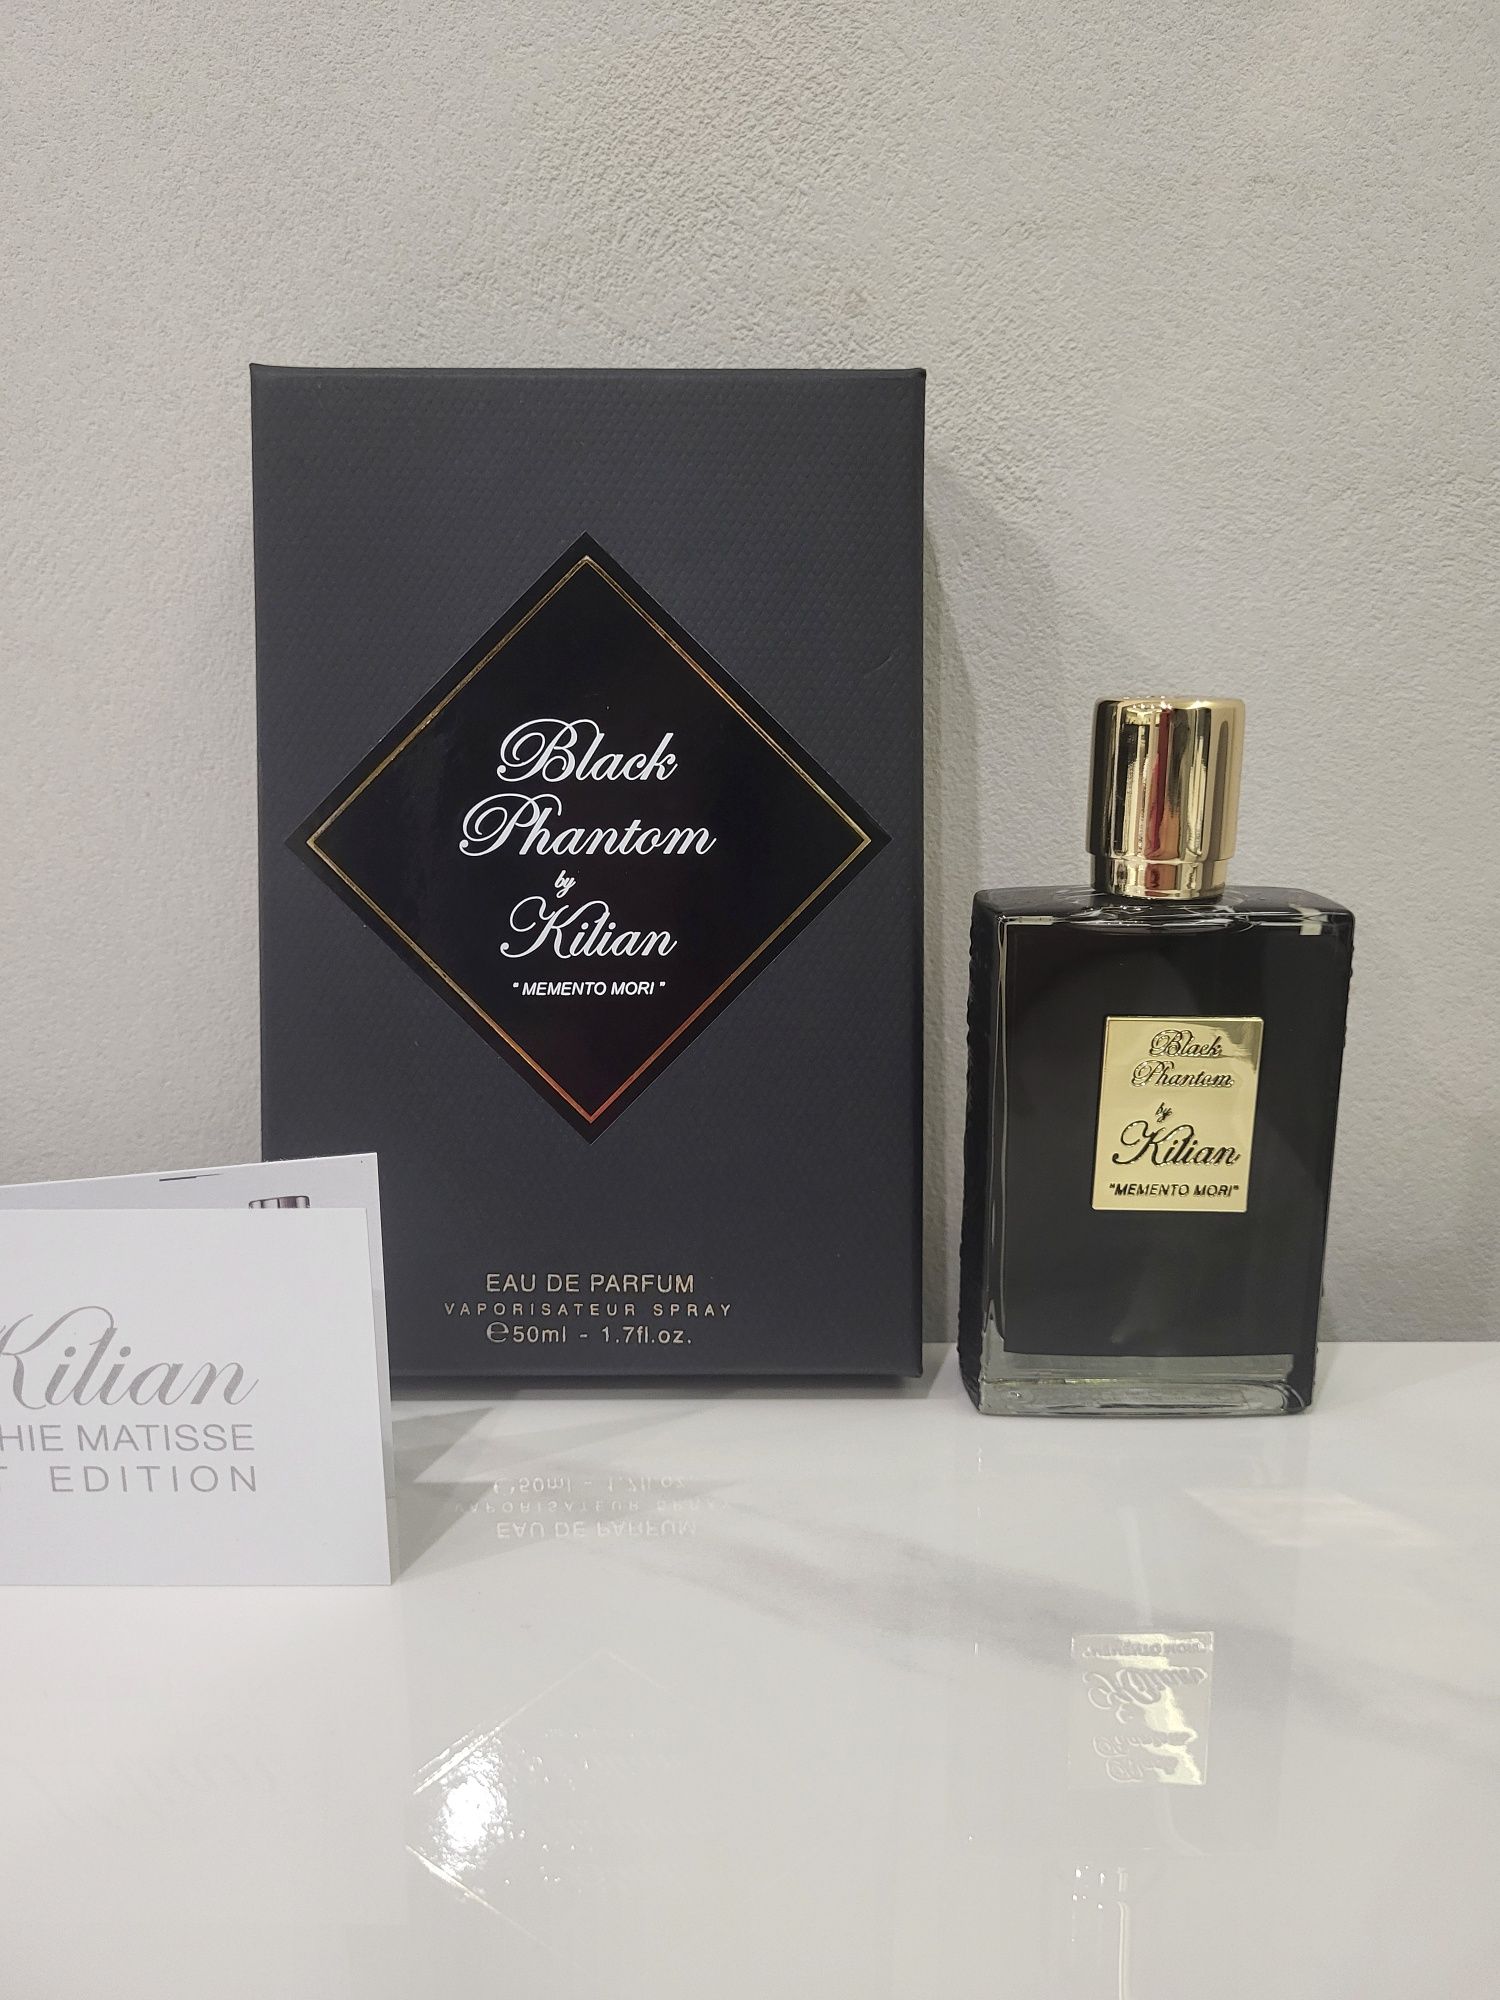 Black
Phantom
by
Kilian
" MEMENTO MORI "
EAU DE PARFUM
VAPORISATEUR SPRAY
℮50ml - 1.7fl.oz.
Black
Phantom
by
Kilian
"MEMENTO MORI"
Kilian
HIE MATISSE
T EDITION